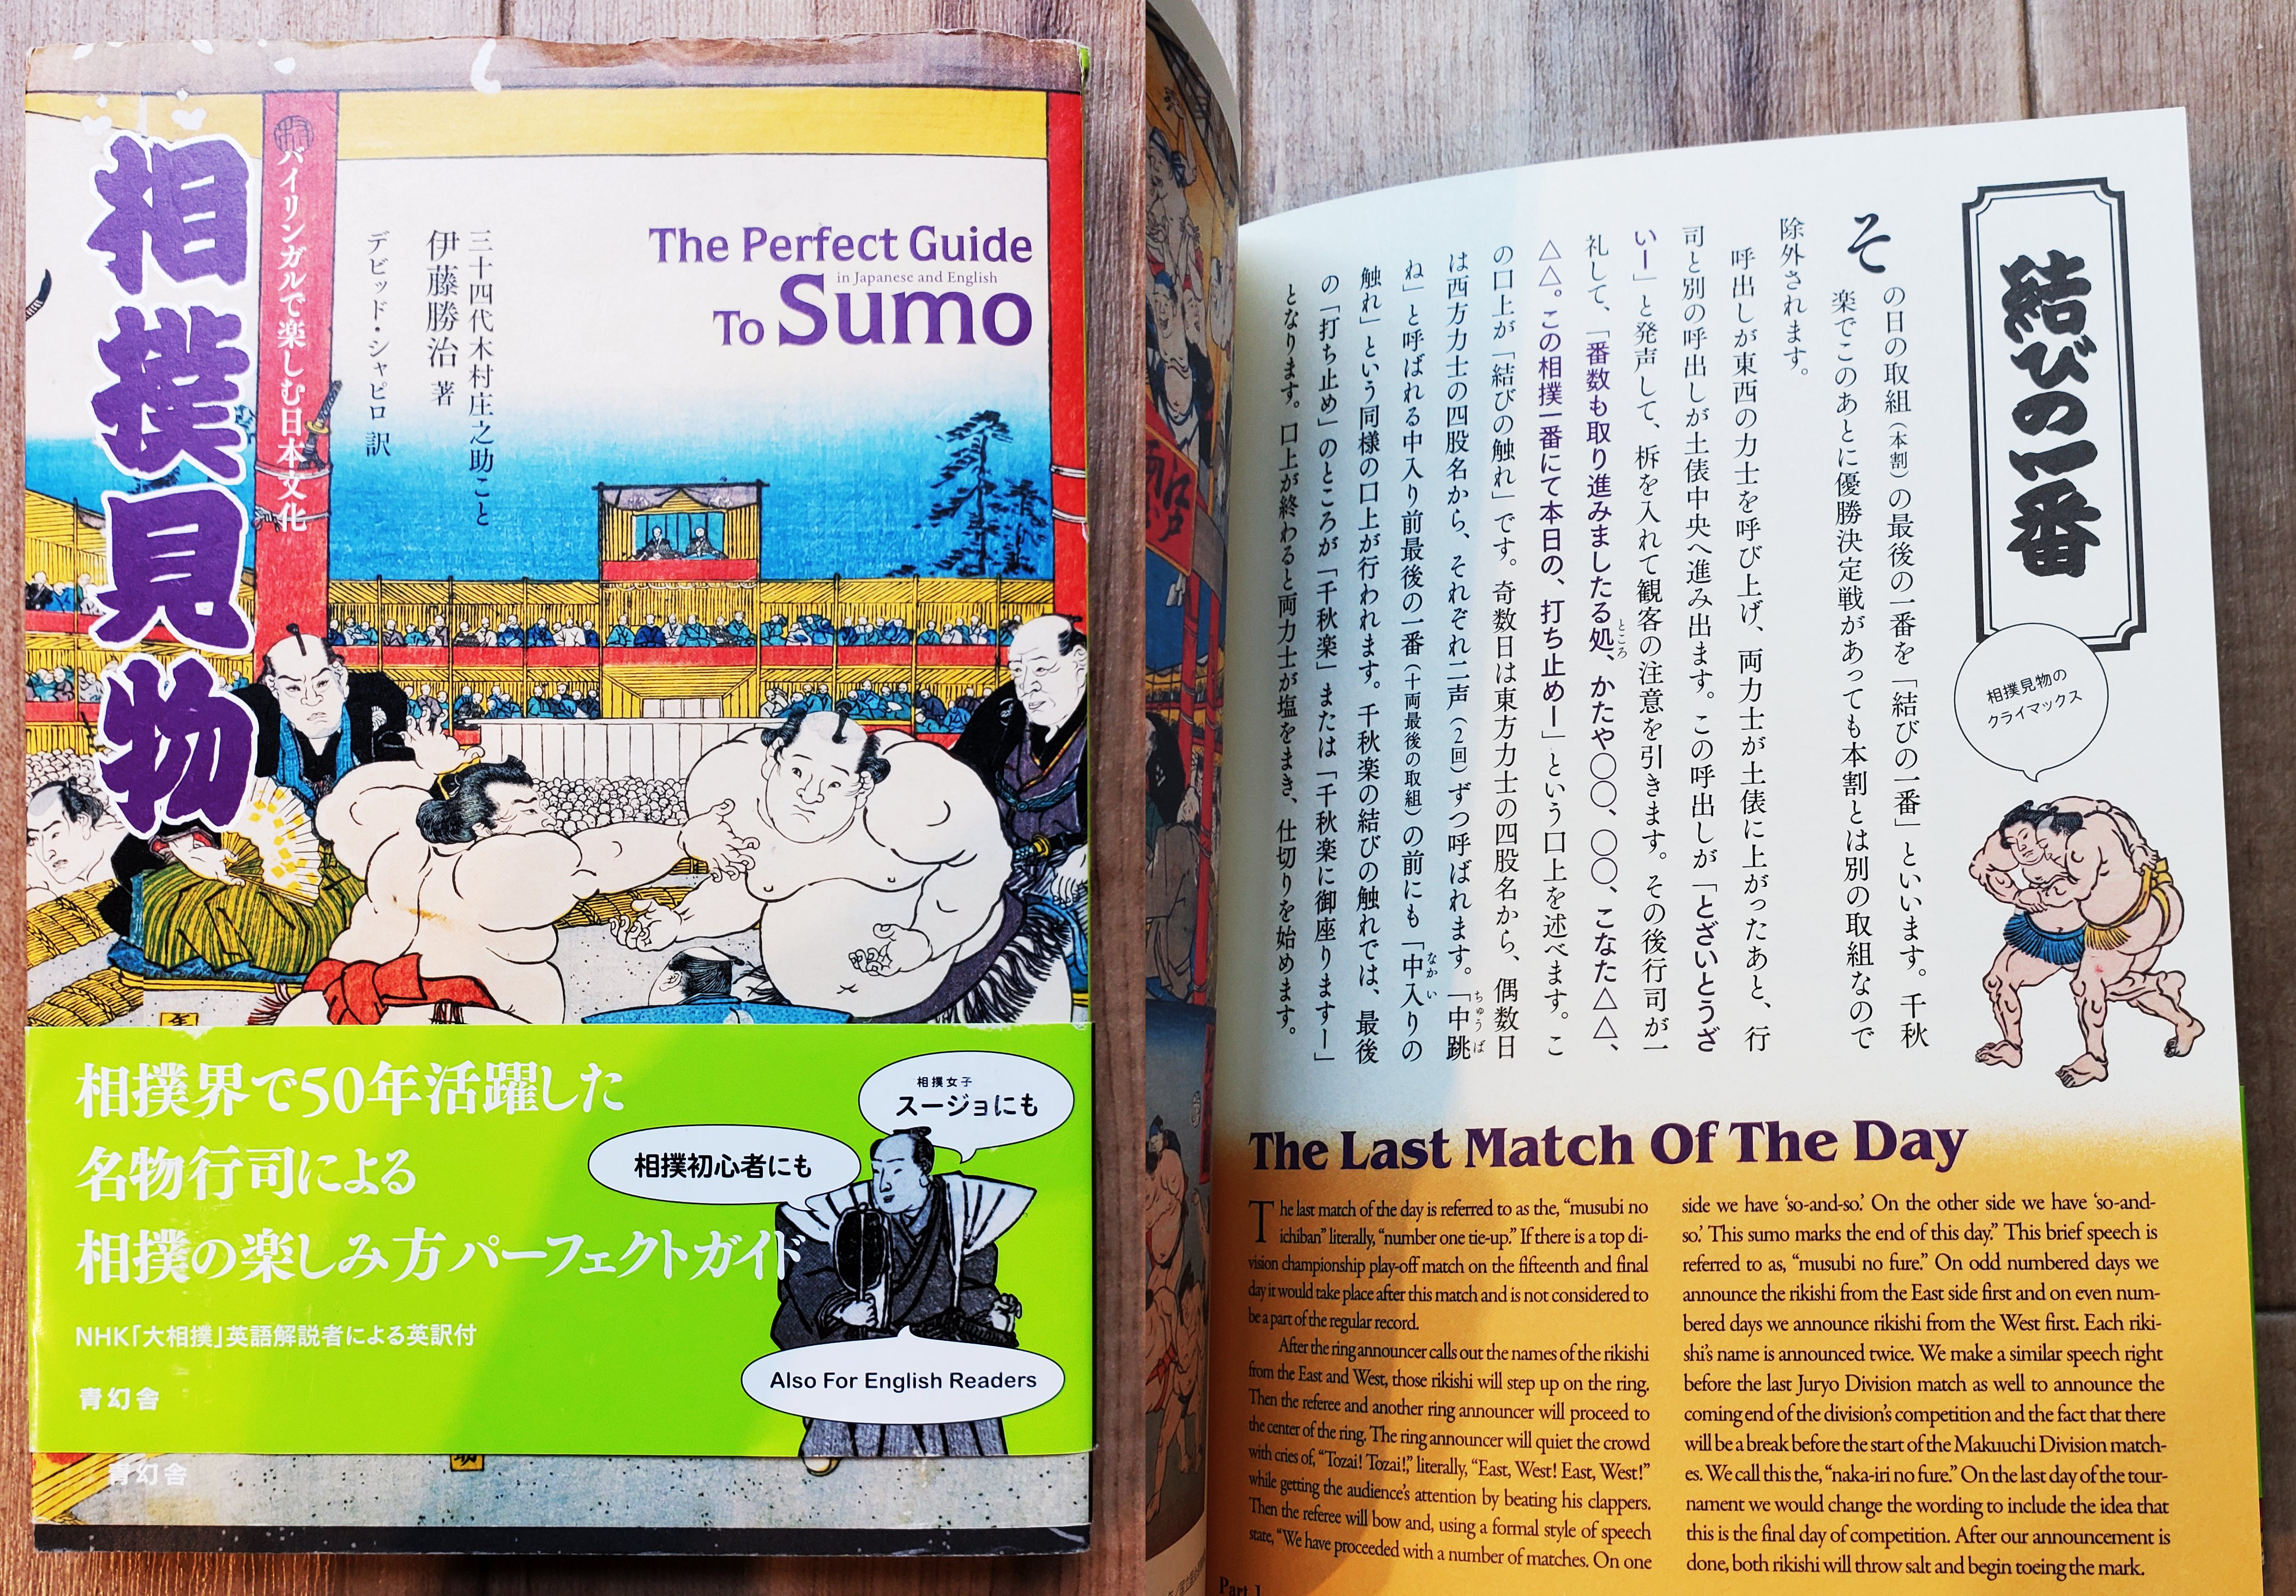 相撲見物
バイリンガルで楽しむ日本文化
三十四代木村庄之助こと
伊藤勝治 著
デビッド・シャピロ 訳
The Perfect Guide
in Japanese and English
To Sumo
相撲界で50年活躍した
名物行司による
相撲の楽しみ方パーフェクトガイド
NHK「大相撲」英語解説者による英訳付
青幻舎
相撲女子
スージョにも
相撲初心者にも
Also For English Readers
青幻舎
結びの一番
相撲見物の
クライマックス
その日の取組(本割)の最後の一番を「結びの一番」といいます。千秋
楽でこのあとに優勝決定戦があっても本割とは別の取組なので
除外されます。
呼出しが東西の力士を呼び上げ、両力士が土俵に上がったあと、行
司と別の呼出しが土俵中央へ進み出ます。この呼出しが「とざいとうざ
いー」と発声して、柝を入れて観客の注意を引きます。その後行司が一
礼して、「番数も取り進みましたる処、かたや〇〇、〇〇、こなた△△、
ところ
△△。この相撲一番にて本日の、打ち止めー」という口上を述べます。こ
の口上が「結びの触れ」です。奇数日は東方力士の四股名から、偶数日
は西方力士の四股名から、それぞれ二声(2回)ずつ呼ばれます。「中跳
ちゅうば
ね」と呼ばれる中入り前最後の一番(十両最後の取組)の前にも「中入りの
なかい
触れ」という同様の口上が行われます。千秋楽の結びの触れでは、最後
の「打ち止め」のところが「千秋楽」または「千秋楽に御座りますー」
となります。口上が終わると両力士が塩をまき、仕切りを始めます。
The Last Match Of The Day
The last match of the day is referred to as the, “musubi no
ichiban” literally, “number one tie-up.” If there is a top di-
vision championship play-off match on the fifteenth and final
day it would take place after this match and is not considered to
be a part of the regular record.
After the ring announcer calls out the names of the rikishi
from the East and West, those rikishi will step up on the ring.
Then the referee and another ring announcer will proceed to
the center of the ring. The ring announcer will quiet the crowd
with cries of, “Tozai! Tozai!,” literally, “East, West! East, West!”
while getting the audience’s attention by beating his clappers.
Then the referee will bow and, using a formal style of speech
state, “We have proceeded with a number of matches. On one
side we have ‘so-and-so.’ On the other side we have ‘so-and-
so.’ This sumo marks the end of this day.” This brief speech is
referred to as, “musubi no fure.” On odd numbered days we
announce the rikishi from the East side first and on even num-
bered days we announce rikishi from the West first. Each riki-
shi’s name is announced twice. We make a similar speech right
before the last Juryo Division match as well to announce the
coming end of the division’s competition and the fact that there
will be a break before the start of the Makuuchi Division match-
es. We call this the, “naka-iri no fure.” On the last day of the tour-
nament we would change the wording to include the idea that
this is the final day of competition. After our announcement is
done, both rikishi will throw salt and begin toeing the mark.
Part 1